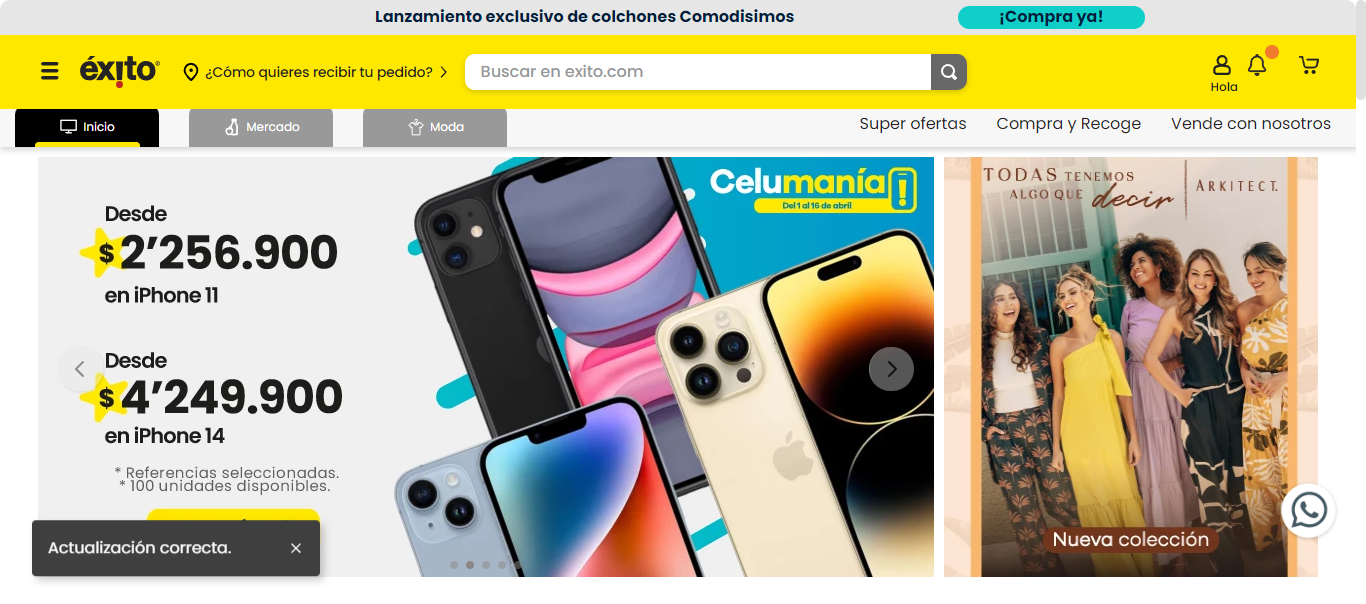 Lanzamiento exclusivo de colchones Comodisimos
¡Compra ya!
éxito
¿Cómo quieres recibir tu pedido?
Buscar en exito.com
Hola
Inicio
Mercado
Moda
Super ofertas
Compra y Recoge
Vende con nosotros
Desde
$ 2’256.900
en iPhone 11
Desde
$ 4’249.900
en iPhone 14
* Referencias seleccionadas.
* 100 unidades disponibles.
Celumanía
Del 1 al 16 de abril
TODAS TENEMOS
ALGO QUE decir
ARKITECT.
Nueva colección
Actualización correcta.